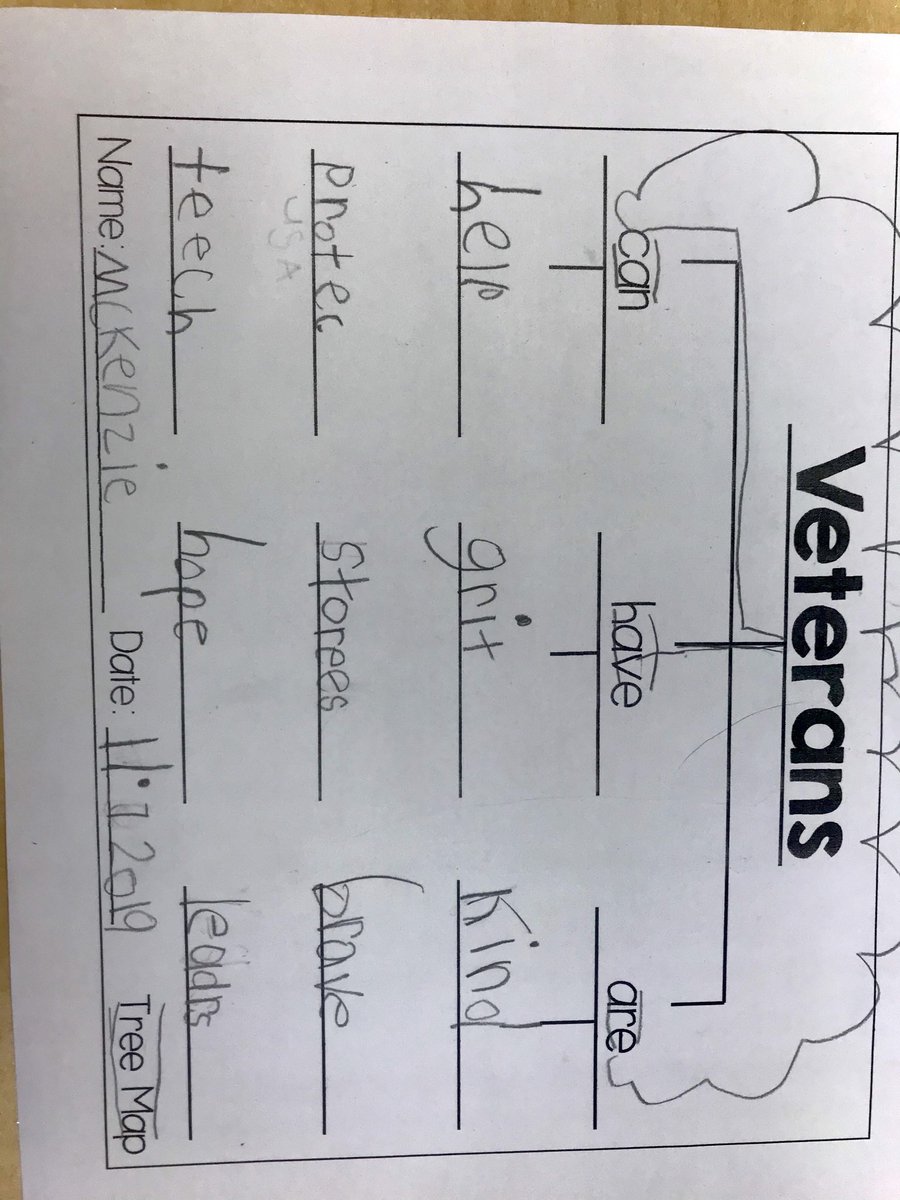 Veterans
can have are
help grit Kind
protec storees brave
USA
teech hope leadrs
Name: McKenzie Date: 11 2019 Tree Map